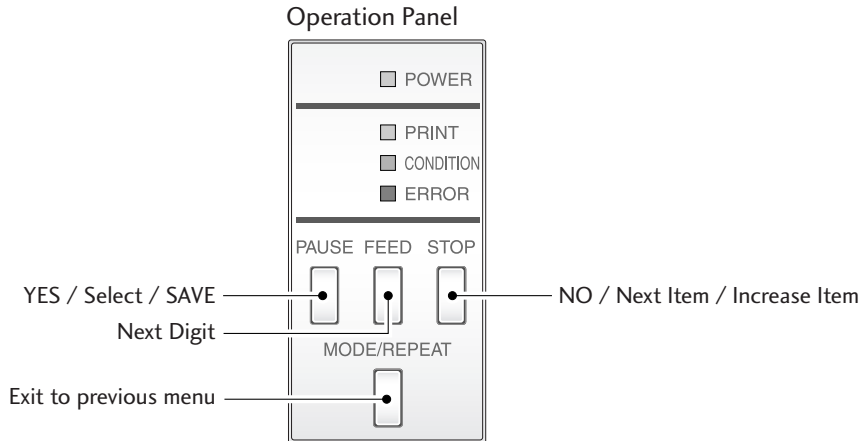 Operation Panel
POWER
PRINT
CONDITION
ERROR
PAUSE FEED STOP
YES / Select / SAVE
NO / Next Item / Increase Item
Next Digit
MODE/REPEAT
Exit to previous menu